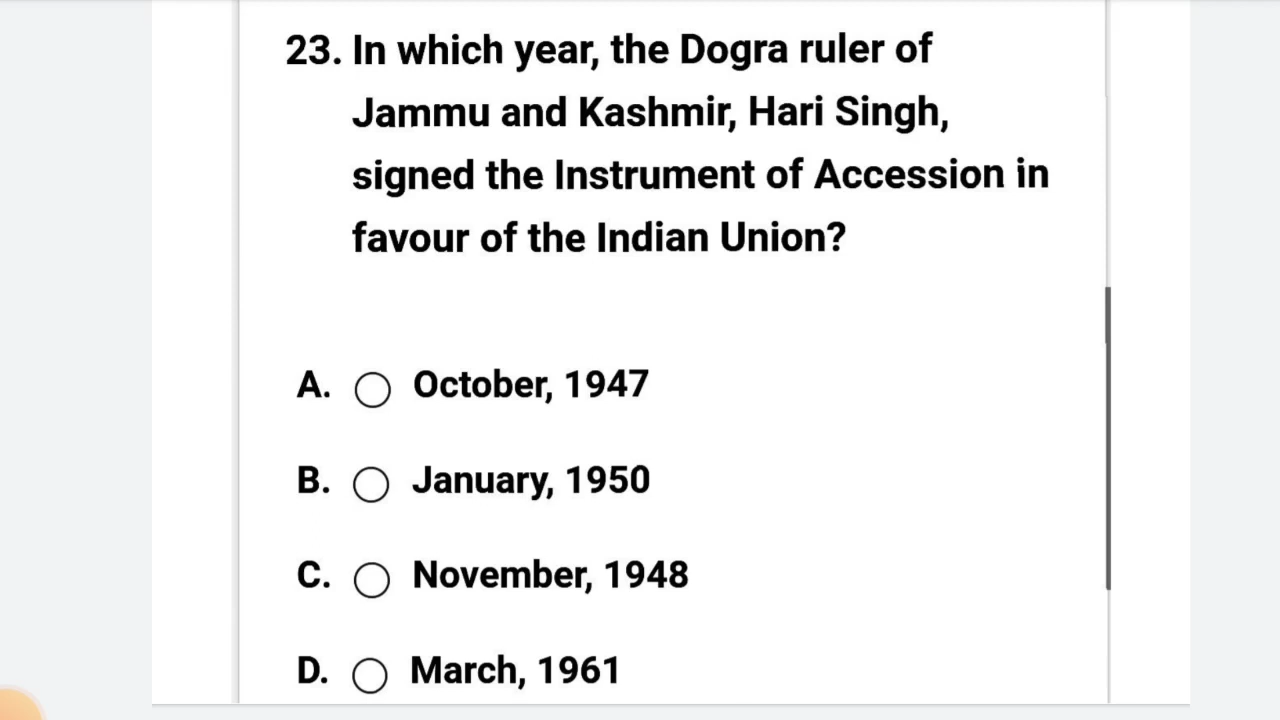 23. In which year, the Dogra ruler of
Jammu and Kashmir, Hari Singh,
signed the Instrument of Accession in
favour of the Indian Union?
A. October, 1947
B. January, 1950
C. November, 1948
D. March, 1961